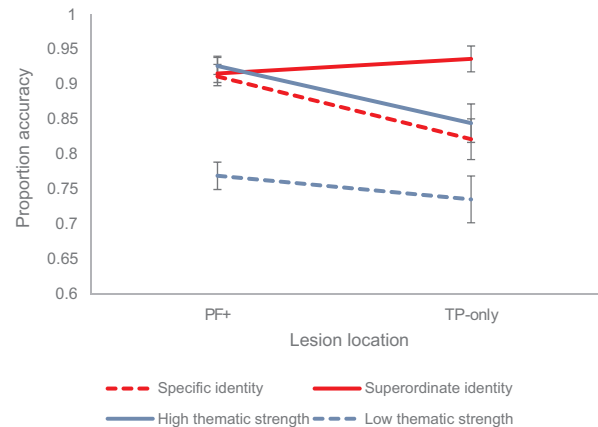 1
0.95
0.9
0.85
0.8
0.75
0.7
0.65
0.6
Proportion accuracy
PF+ TP-only
Lesion location
Specific identity Superordinate identity
High thematic strength Low thematic strength